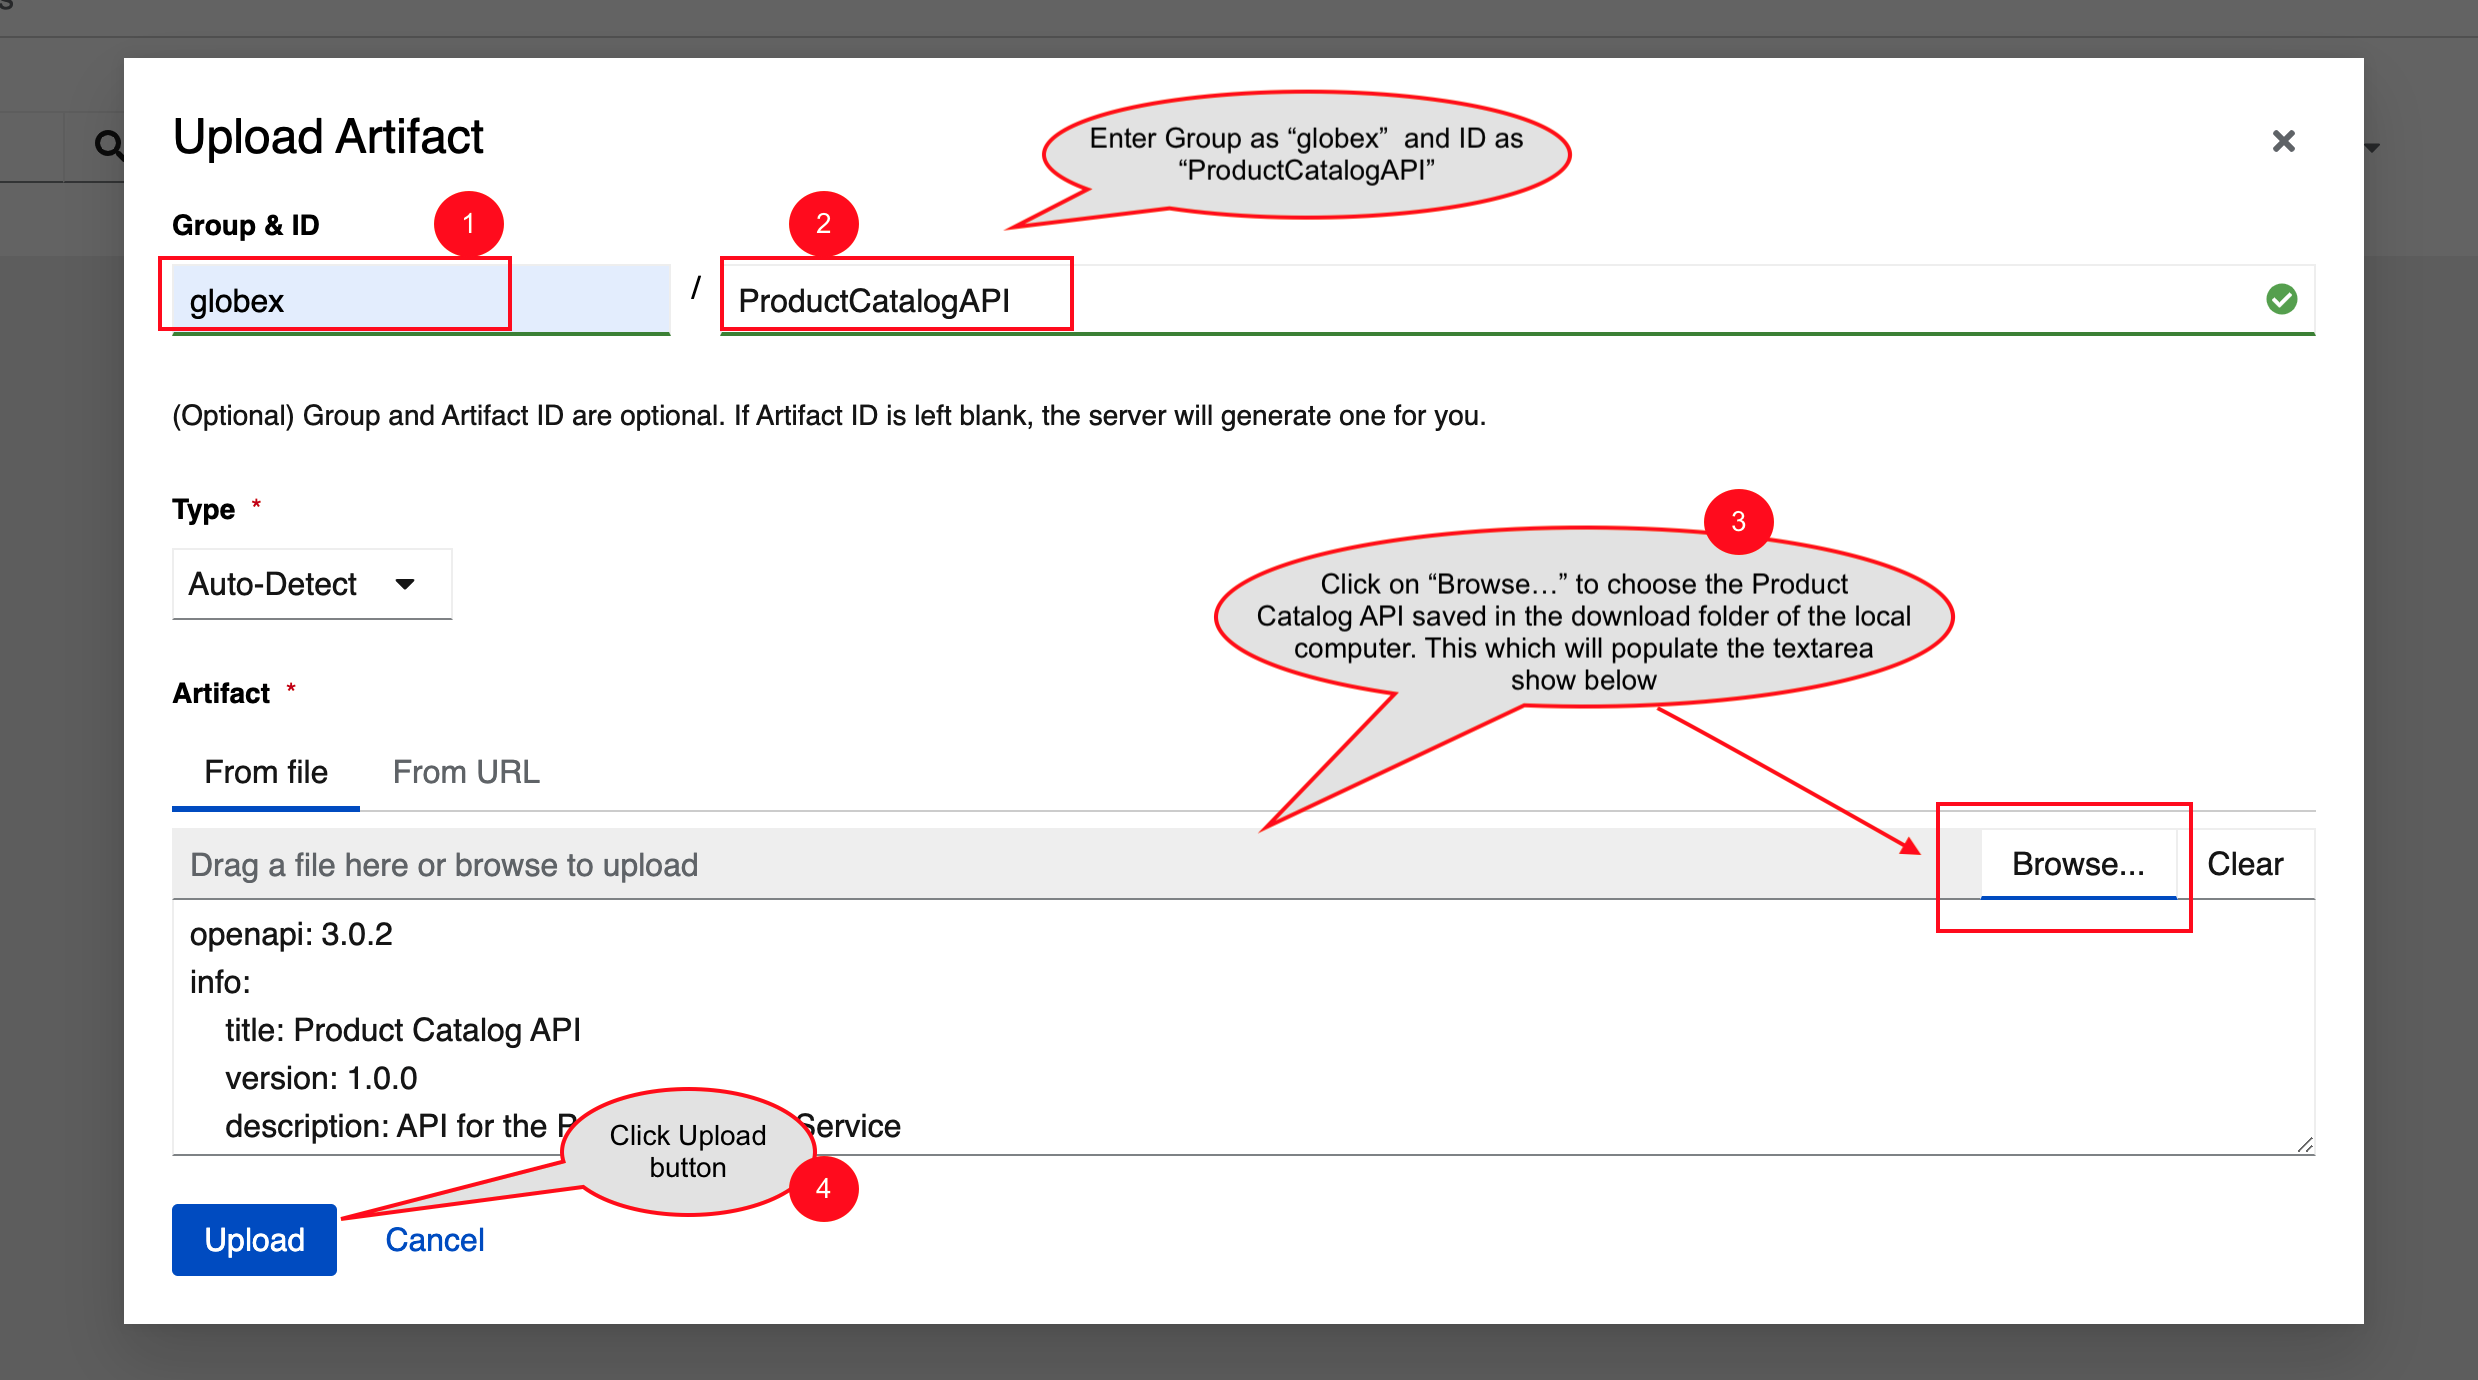 Upload Artifact
Enter Group as “globex”  and ID as
“ProductCatalogAPI”
Group & ID
1
2
globex
/
ProductCatalogAPI
(Optional) Group and Artifact ID are optional. If Artifact ID is left blank, the server will generate one for you.
Type *
3
Auto-Detect
Click on “Browse...” to choose the Product
Catalog API saved in the download folder of the local
computer. This which will populate the textarea
show below
Artifact *
From file
From URL
Drag a file here or browse to upload
Browse...
Clear
openapi: 3.0.2
info:
title: Product Catalog API
version: 1.0.0
description: API for the
Service
Click Upload
button
4
Upload
Cancel